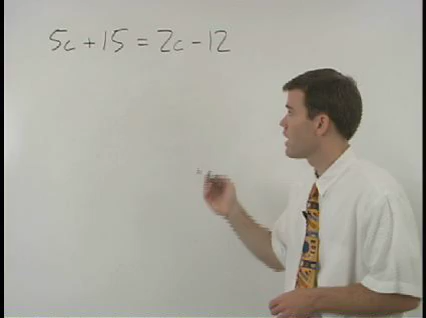 5c + 15 = 2c - 12